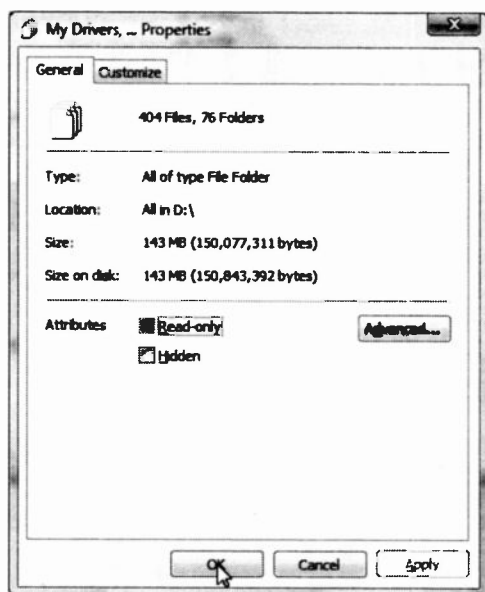 My Drivers, ... Properties
General
Customize
404 Files, 76 Folders
Type: All of type File Folder
Location: All in D:\
Size: 143 MB (150,077,311 bytes)
Size on disk: 143 MB (150,843,392 bytes)
Attributes Read-only Advanced...
Hidden
OK Cancel Apply